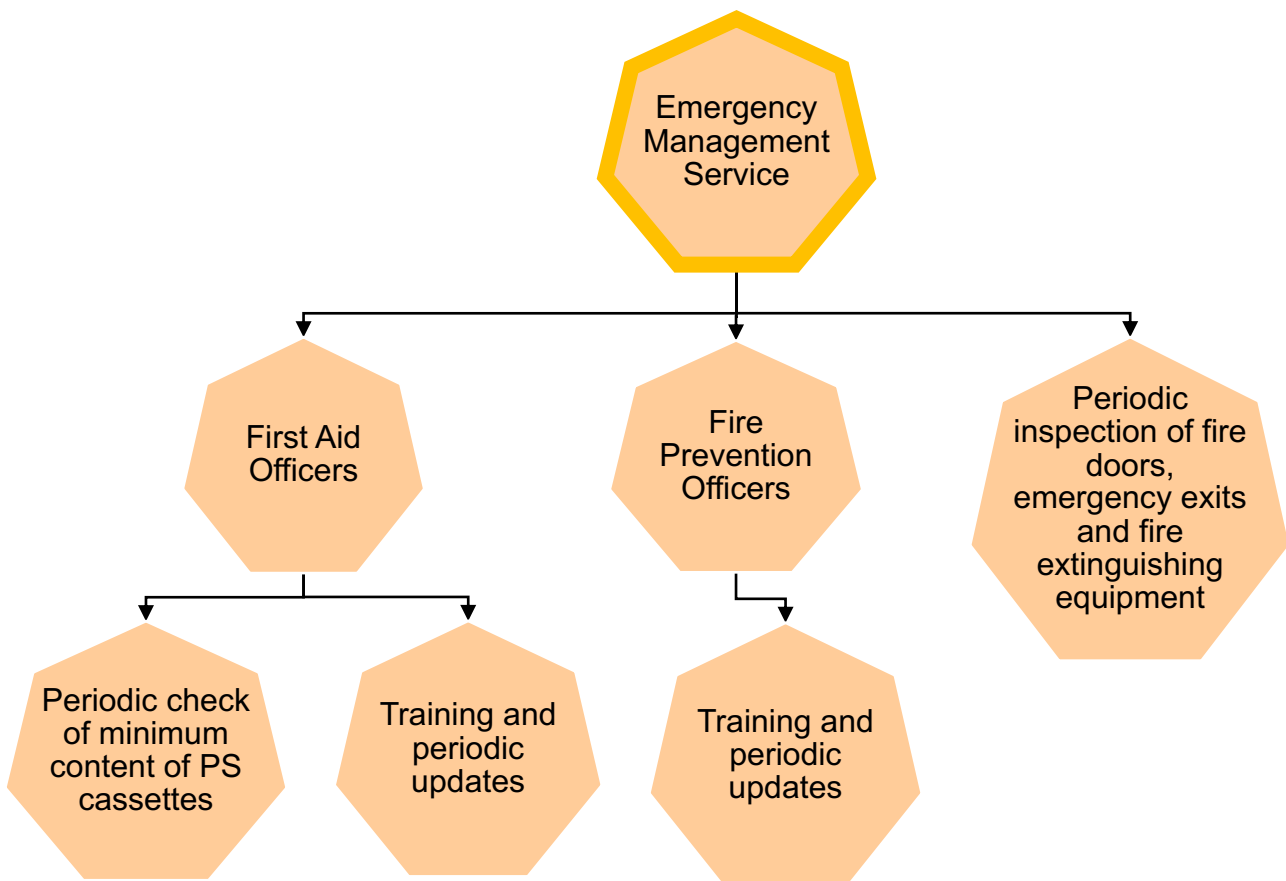 Emergency
Management
Service
First Aid
Officers
Fire
Prevention
Officers
Periodic
inspection of fire
doors,
emergency exits
and fire
extinguishing
equipment
Periodic check
of minimum
content of PS
cassettes
Training and
periodic
updates
Training and
periodic
updates